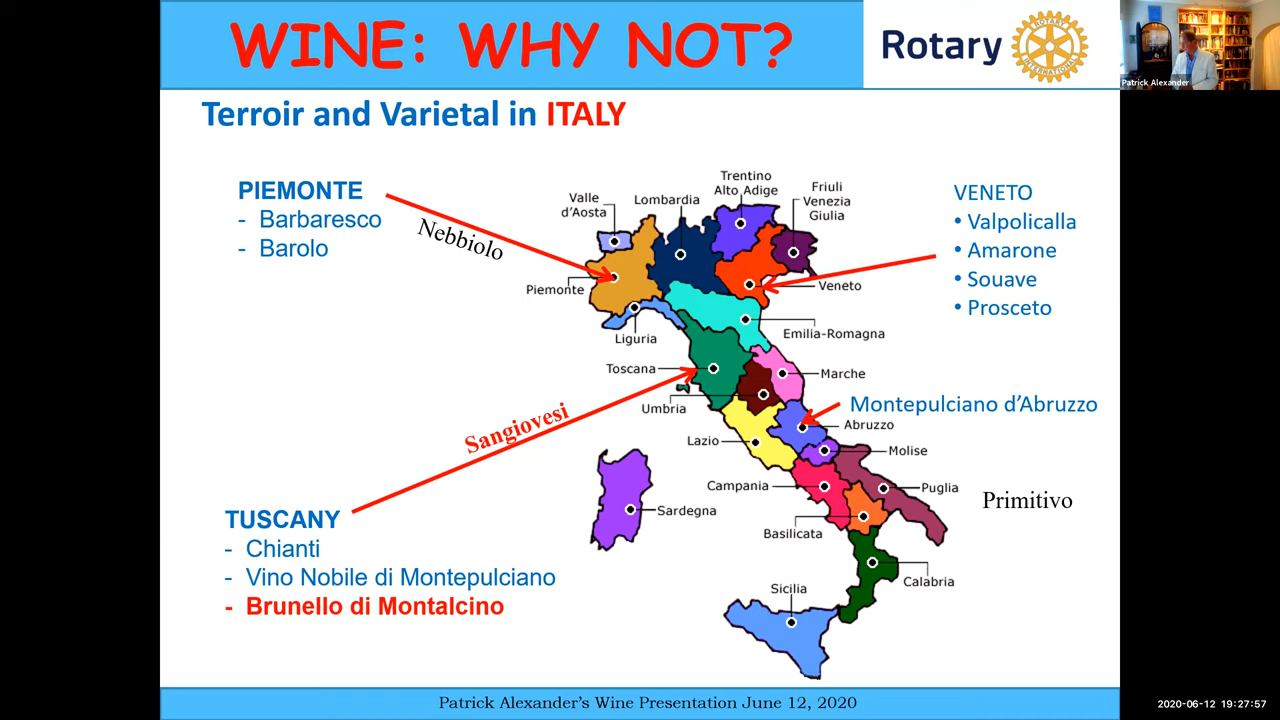 WINE: WHY NOT?
Rotary
ROTARY
INTERNATIONAL
Patrick Alexander
Terroir and Varietal in ITALY
PIEMONTE
- Barbaresco
- Barolo
Nebbiolo
VENETO
• Valpolicalla
• Amarone
• Souave
• Prosceto
Valle
d'Aosta
Lombardia
Trentino
Alto Adige
Friuli
Venezia
Giulia
Piemonte
Veneto
Liguria
Emilia-Romagna
Toscana
Marche
Umbria
Montepulciano d'Abruzzo
Abruzzo
Sangiovesi
Lazio
Molise
Campania
Puglia
Primitivo
Sardegna
Basilicata
Calabria
Sicilia
TUSCANY
- Chianti
- Vino Nobile di Montepulciano
- Brunello di Montalcino
Patrick Alexander's Wine Presentation June 12, 2020
2020-06-12 19:27:57